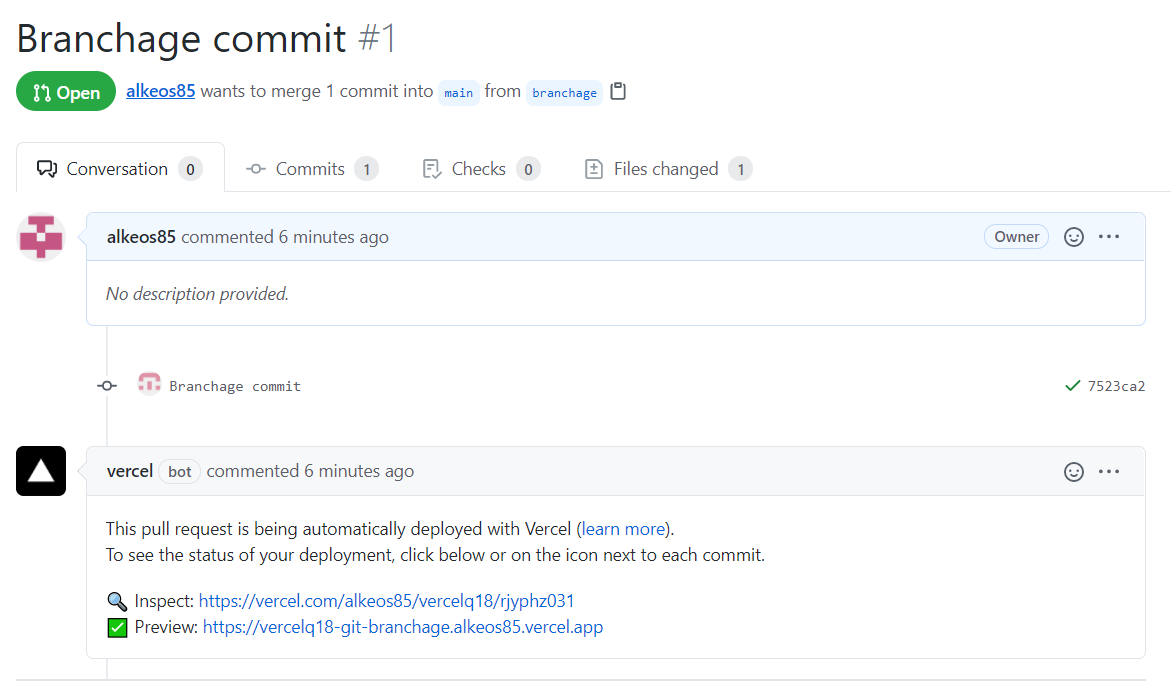 Branchage commit #1
Open alkeos85 wants to merge 1 commit into main from branchage
Conversation 0 Commits 1 Checks 0 Files changed 1
alkeos85 commented 6 minutes ago Owner
No description provided.
Branchage commit 7523ca2
vercel bot commented 6 minutes ago
This pull request is being automatically deployed with Vercel (learn more).
To see the status of your deployment, click below or on the icon next to each commit.
🔍 Inspect: https://vercel.com/alkeos85/vercelq18/rjyphz031
✅ Preview: https://vercelq18-git-branchage.alkeos85.vercel.app